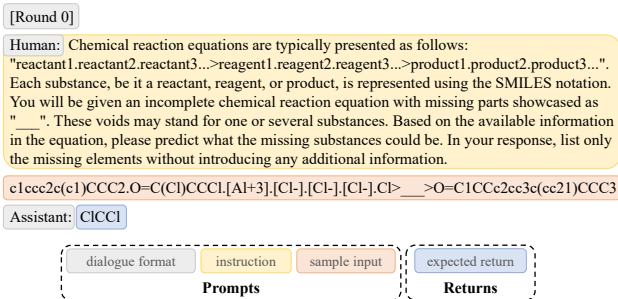 [Round 0]
Human: Chemical reaction equations are typically presented as follows:
"reactant1.reactant2.reactant3...>reagent1.reagent2.reagent3...>product1.product2.product3...".
Each substance, be it a reactant, reagent, or product, is represented using the SMILES notation.
You will be given an incomplete chemical reaction equation with missing parts showcased as
"___". These voids may stand for one or several substances. Based on the available information
in the equation, please predict what the missing substances could be. In your response, list only
the missing elements without introducing any additional information.
c1ccc2c(c1)CCC2.O=C(Cl)CCCl.[Al+3].[Cl-].[Cl-].[Cl-].Cl>___>O=C1CCc2cc3c(cc21)CCC3
Assistant: ClCCl
dialogue format instruction sample input expected return
Prompts Returns